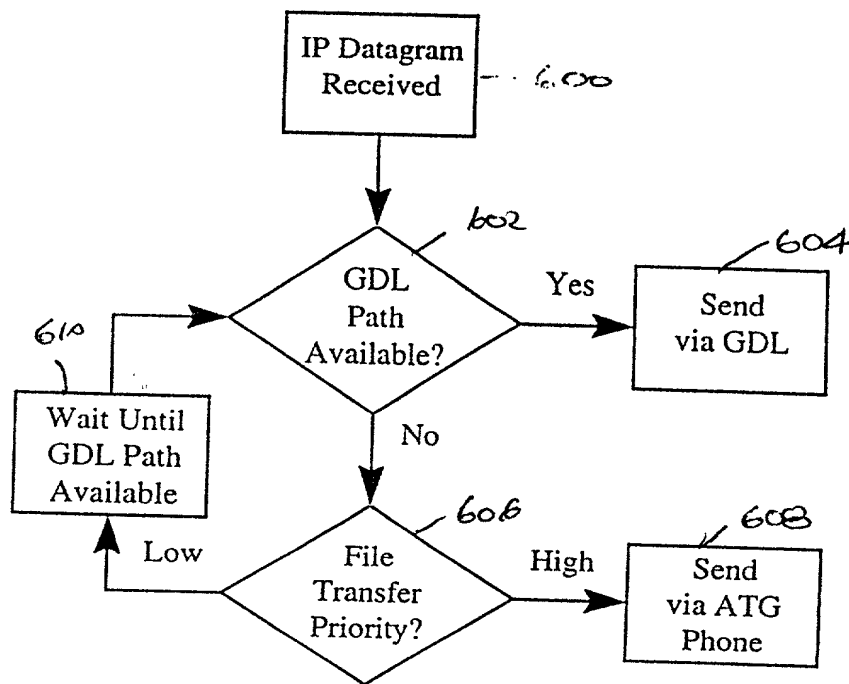 IP Datagram
Received
600
602
GDL
Path
Available?
Yes
604
Send
via GDL
610
Wait Until
GDL Path
Available
No
606
Low
File
Transfer
Priority?
High
608
Send
via ATG
Phone